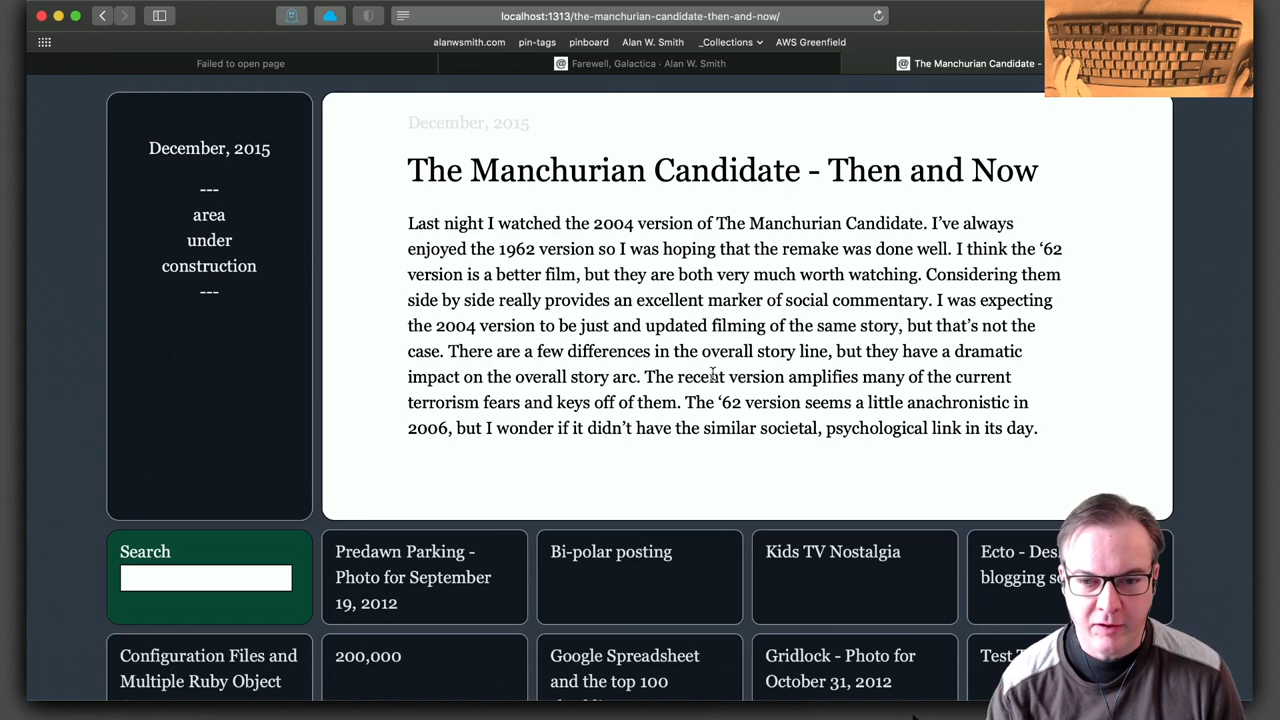 localhost:1313/the-manchurian-candidate-then-and-now/
alanwsmith.com pin-tags pinboard Alan W. Smith _Collections AWS Greenfield
Failed to open page
Farewell, Galactica · Alan W. Smith
The Manchurian Candidate -
December, 2015
---
area
under
construction
---
December, 2015
The Manchurian Candidate - Then and Now
Last night I watched the 2004 version of The Manchurian Candidate. I’ve always
enjoyed the 1962 version so I was hoping that the remake was done well. I think the ‘62
version is a better film, but they are both very much worth watching. Considering them
side by side really provides an excellent marker of social commentary. I was expecting
the 2004 version to be just and updated filming of the same story, but that’s not the
case. There are a few differences in the overall story line, but they have a dramatic
impact on the overall story arc. The recent version amplifies many of the current
terrorism fears and keys off of them. The ‘62 version seems a little anachronistic in
2006, but I wonder if it didn’t have the similar societal, psychological link in its day.
Search
Predawn Parking -
Photo for September
19, 2012
Bi-polar posting
Kids TV Nostalgia
Ecto -
blogging
Configuration Files and
Multiple Ruby Object
200,000
Google Spreadsheet
and the top 100
Gridlock - Photo for
October 31, 2012
Test